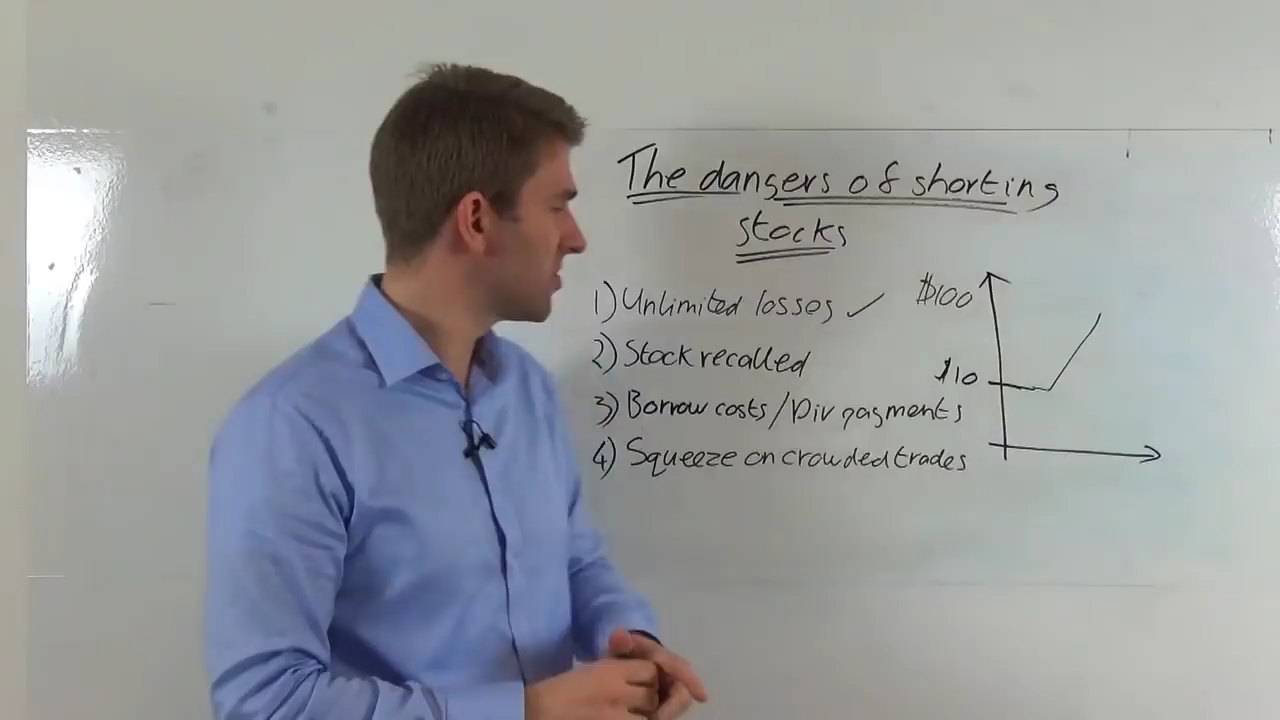 The dangers of shorting
stocks
1) Unlimited losses ✓
2) Stock recalled
3) Borrow costs/Div payments
4) Squeeze on crowded trades
$100
$10